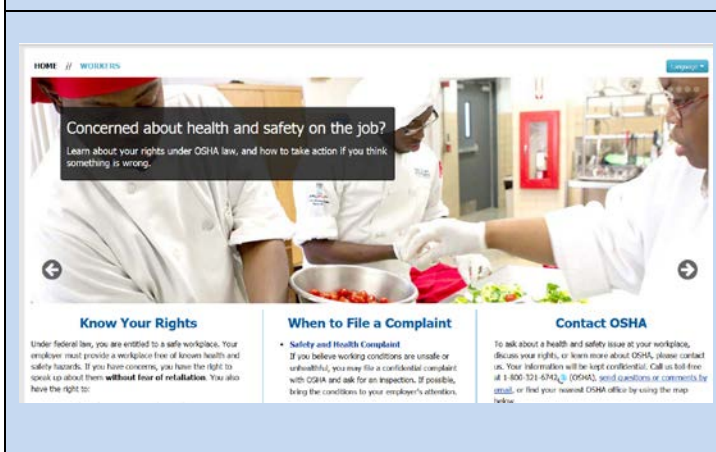 HOME // WORKERS
Language
Concerned about health and safety on the job?
Learn about your rights under OSHA law, and how to take action if you think
something is wrong.
Know Your Rights
Under federal law, you are entitled to a safe workplace. Your
employer must provide a workplace free of known health and
safety hazards. If you have concerns, you have the right to
speak up about them without fear of retaliation. You also
have the right to:
When to File a Complaint
• Safety and Health Complaint
If you believe working conditions are unsafe or
unhealthful, you may file a confidential complaint
with OSHA and ask for an inspection. If possible,
bring the conditions to your employer's attention.
Contact OSHA
To ask about a health and safety issue at your workplace,
discuss your rights, or learn more about OSHA, please contact
us. Your information will be kept confidential. Call us toll-free
at 1-800-321-6742 (OSHA), send questions or comments by
email, or find your nearest OSHA office by using the map
below